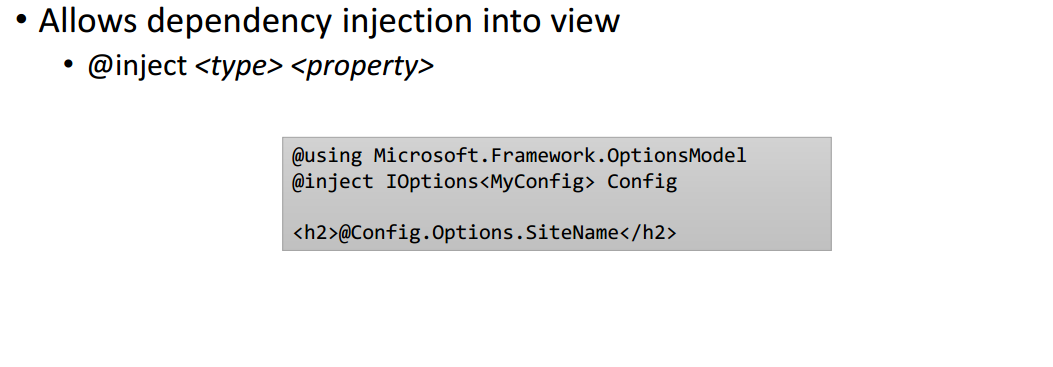 • Allows dependency injection into view
• @inject <type> <property>
@using Microsoft.Framework.OptionsModel
@inject IOptions<MyConfig> Config
<h2>@Config.Options.SiteName</h2>